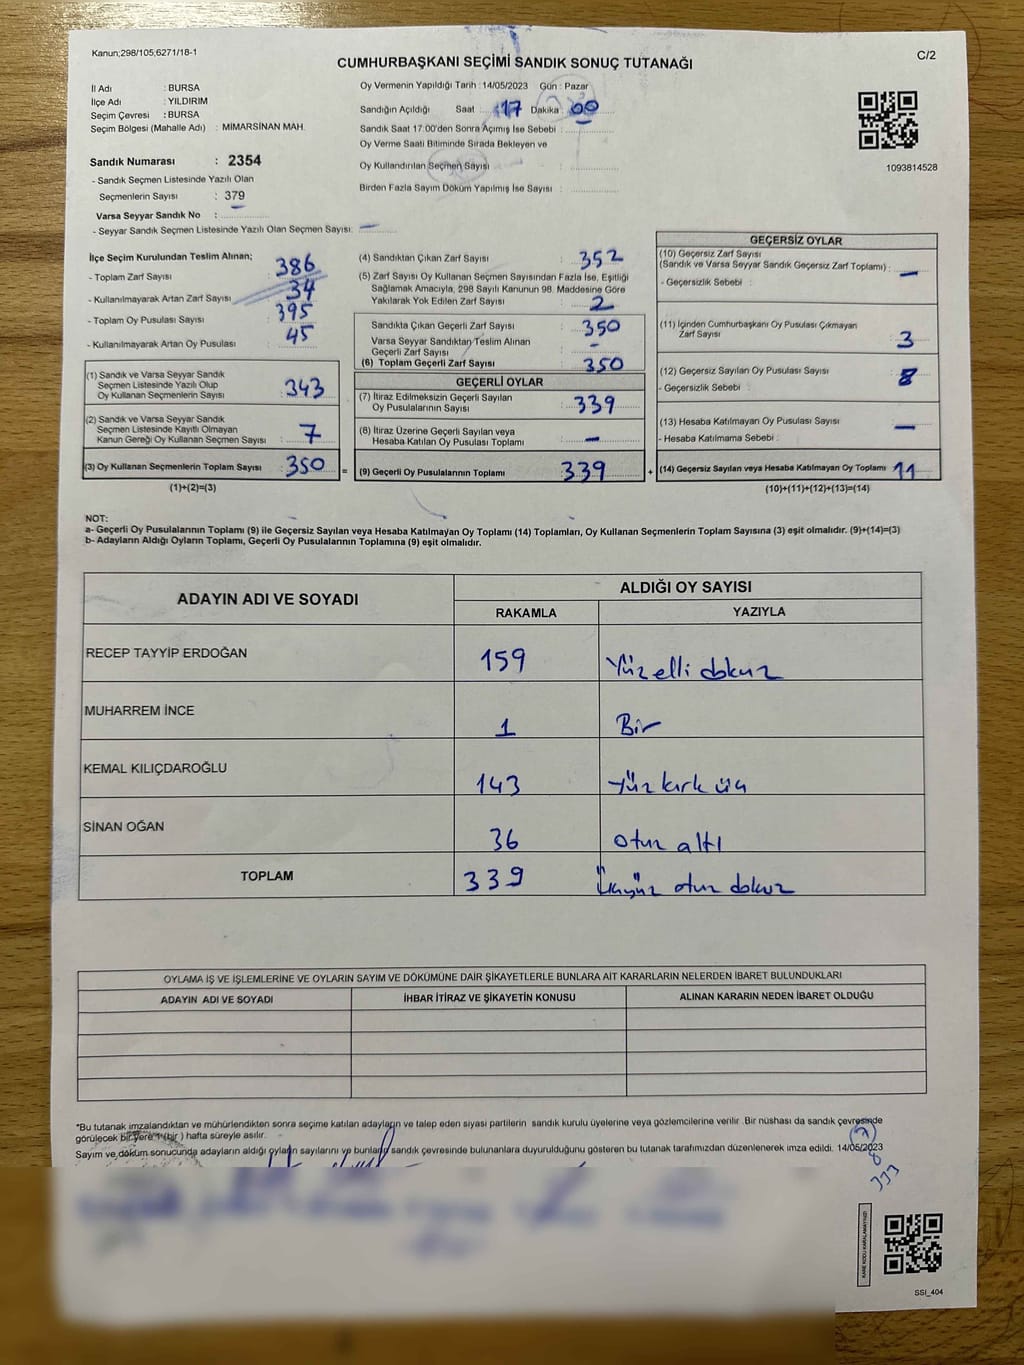 Kanun;298/105;6271/18-1
C/2
CUMHURBAŞKANI SEÇİMİ SANDIK SONUÇ TUTANAĞI
İl Adı : BURSA
İlçe Adı : YILDIRIM
Seçim Çevresi : BURSA
Seçim Bölgesi (Mahalle Adı) : MİMARSİNAN MAH.
Sandık Numarası : 2354
- Sandık Seçmen Listesinde Yazılı Olan
Seçmenlerin Sayısı : 379
Varsa Seyyar Sandık No :
- Seyyar Sandık Seçmen Listesinde Yazılı Olan Seçmen Sayısı: —
Oy Vermenin Yapıldığı Tarih : 14/05/2023 Gün : Pazar
Sandığın Açıldığı Saat 17 Dakika 00
Sandık Saat 17:00'den Sonra Açımış İse Sebebi :
Oy Verme Saati Bitiminde Sırada Bekleyen ve
Oy Kullandırılan Seçmen Sayısı :
Birden Fazla Sayım Döküm Yapılmış İse Sayısı :
1093814528
İlçe Seçim Kurulundan Teslim Alınan;
- Toplam Zarf Sayısı : 386
- Kullanılmayarak Artan Zarf Sayısı : 34
- Toplam Oy Pusulası Sayısı : 395
- Kullanılmayarak Artan Oy Pusulası : 45
(1) Sandık ve Varsa Seyyar Sandık
Seçmen Listesinde Yazılı Olup
Oy Kullanan Seçmenlerin Sayısı : 343
(2) Sandık ve Varsa Seyyar Sandık
Seçmen Listesinde Kayıtlı Olmayan
Kanun Gereği Oy Kullanan Seçmen Sayısı : 7
(3) Oy Kullanan Seçmenlerin Toplam Sayısı : 350 =
(1)+(2)=(3)
(4) Sandıktan Çıkan Zarf Sayısı : 352
(5) Zarf Sayısı Oy Kullanan Seçmen Sayısından Fazla İse, Eşitliği
Sağlamak Amacıyla, 298 Sayılı Kanunun 98. Maddesine Göre
Yakılarak Yok Edilen Zarf Sayısı : 2
Sandıkta Çıkan Geçerli Zarf Sayısı : 350
Varsa Seyyar Sandıktan Teslim Alınan
Geçerli Zarf Sayısı : -
(6) Toplam Geçerli Zarf Sayısı : 350
GEÇERLİ OYLAR
(7) İtiraz Edilmeksizin Geçerli Sayılan
Oy Pusulalarının Sayısı : 339
(8) İtiraz Üzerine Geçerli Sayılan veya
Hesaba Katılan Oy Pusulası Toplamı : —
(9) Geçerli Oy Pusulalarının Toplamı 339 +
GEÇERSİZ OYLAR
(10) Geçersiz Zarf Sayısı
(Sandık ve Varsa Seyyar Sandık Geçersiz Zarf Toplamı) : —
- Geçersizlik Sebebi :
(11) İçinden Cumhurbaşkanı Oy Pusulası Çıkmayan
Zarf Sayısı : 3
(12) Geçersiz Sayılan Oy Pusulası Sayısı : 8
- Geçersizlik Sebebi :
(13) Hesaba Katılmayan Oy Pusulası Sayısı : —
- Hesaba Katılmama Sebebi :
(14) Geçersiz Sayılan veya Hesaba Katılmayan Oy Toplamı 11
(10)+(11)+(12)+(13)=(14)
NOT:
a- Geçerli Oy Pusulalarının Toplamı (9) ile Geçersiz Sayılan veya Hesaba Katılmayan Oy Toplamı (14) Toplamları, Oy Kullanan Seçmenlerin Toplam Sayısına (3) eşit olmalıdır. (9)+(14)=(3)
b- Adayların Aldığı Oyların Toplamı, Geçerli Oy Pusulalarının Toplamına (9) eşit olmalıdır.
ADAYIN ADI VE SOYADI
ALDIĞI OY SAYISI
RAKAMLA YAZIYLA
RECEP TAYYİP ERDOĞAN 159 Yüz elli dokuz
MUHARREM İNCE 1 Bir
KEMAL KILIÇDAROĞLU 143 Yüz kırk üç
SİNAN OĞAN 36 otuz altı
TOPLAM 339 Üçyüz otuz dokuz
OYLAMA İŞ VE İŞLEMLERİNE VE OYLARIN SAYIM VE DÖKÜMÜNE DAİR ŞİKAYETLERLE BUNLARA AİT KARARLARIN NELERDEN İBARET BULUNDUKLARI
ADAYIN ADI VE SOYADI İHBAR İTİRAZ VE ŞİKAYETİN KONUSU ALINAN KARARIN NEDEN İBARET OLDUĞU
*Bu tutanak imzalandıktan ve mühürlendikten sonra seçime katılan adayların ve talep eden siyasi partilerin sandık kurulu üyelerine veya gözlemcilerine verilir. Bir nüshası da sandık çevresinde
görülecek bir yere 1 (bir) hafta süreyle asılır.
Sayım ve döküm sonucunda adayların aldığı oyların sayılarını ve bunların sandık çevresinde bulunanlara duyurulduğunu gösteren bu tutanak tarafımızdan düzenlenerek imza edildi. 14/05/2023
7
8
333
KARE KODU KARALAMAYINIZ!
SSI_404